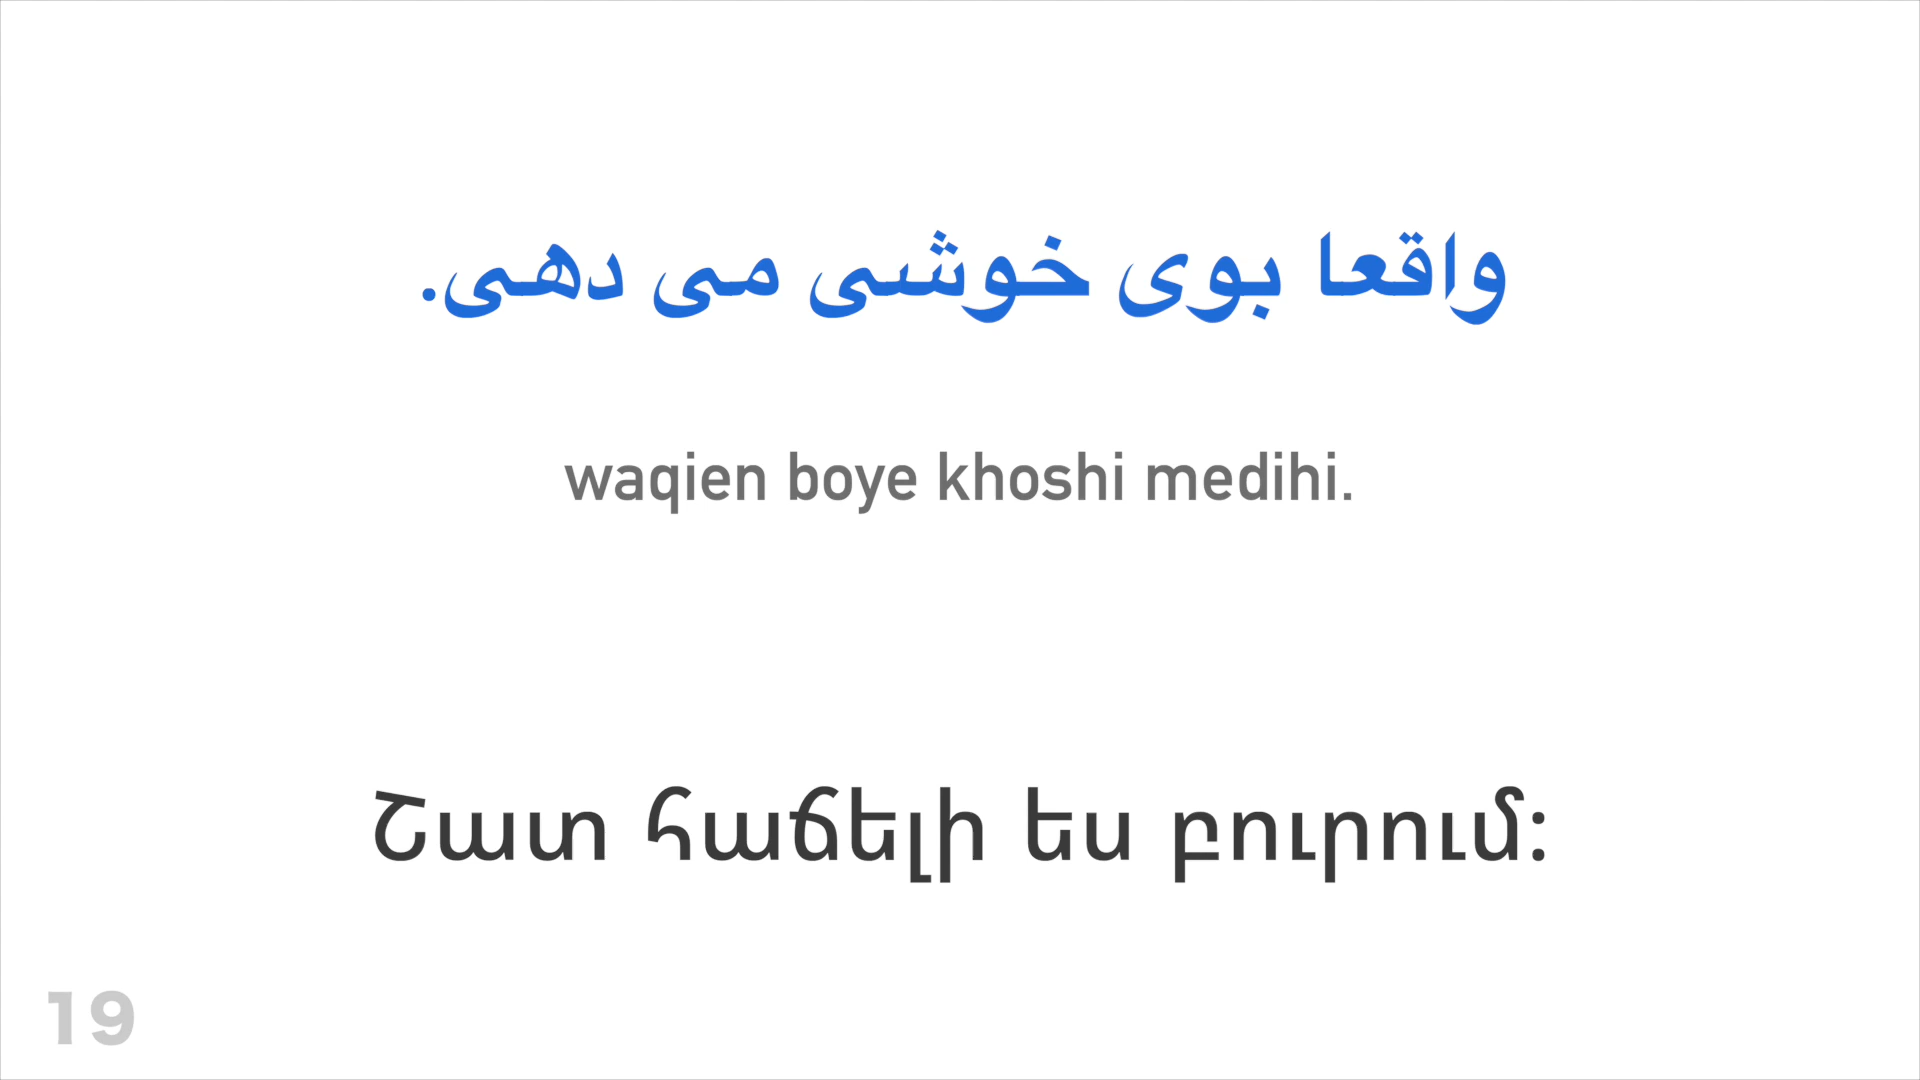 واقعا بوی خوشی می دهی.
waqien boye khoshi medihi.
Շատ հաճելի ես բուրում:
19